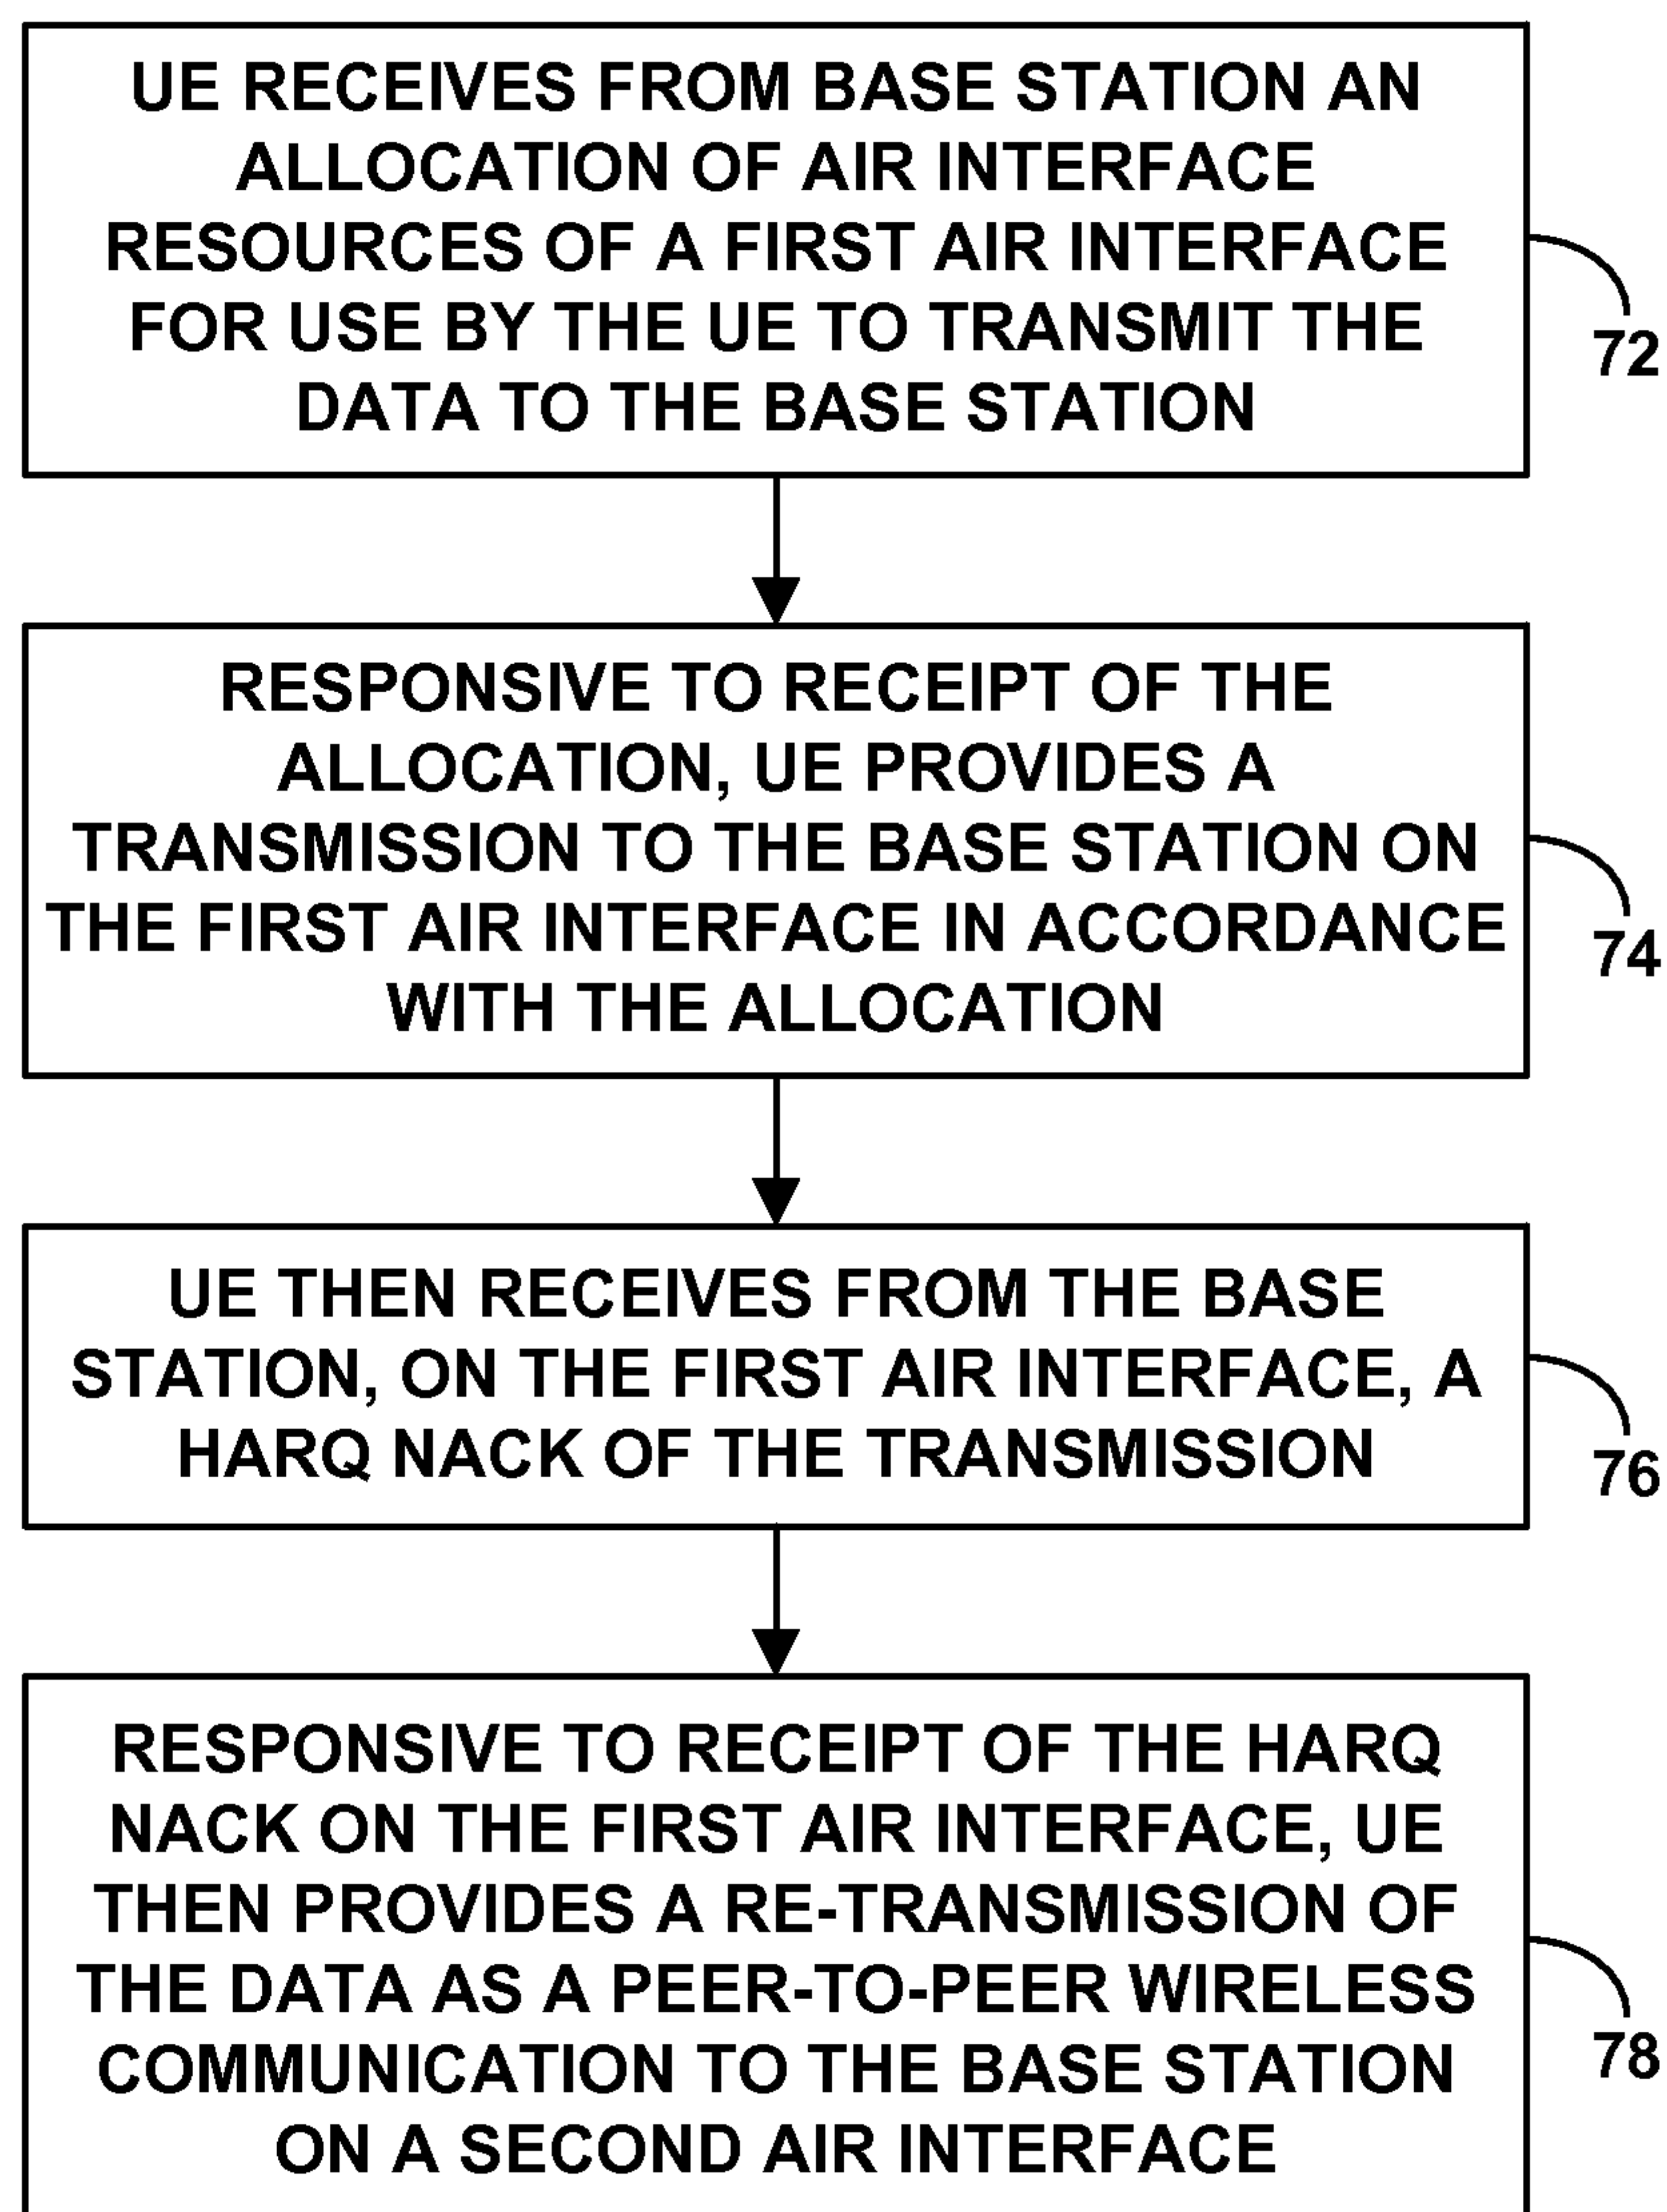 UE RECEIVES FROM BASE STATION AN
ALLOCATION OF AIR INTERFACE
RESOURCES OF A FIRST AIR INTERFACE
FOR USE BY THE UE TO TRANSMIT THE
DATA TO THE BASE STATION
72
RESPONSIVE TO RECEIPT OF THE
ALLOCATION, UE PROVIDES A
TRANSMISSION TO THE BASE STATION ON
THE FIRST AIR INTERFACE IN ACCORDANCE
WITH THE ALLOCATION
74
UE THEN RECEIVES FROM THE BASE
STATION, ON THE FIRST AIR INTERFACE, A
HARQ NACK OF THE TRANSMISSION
76
RESPONSIVE TO RECEIPT OF THE HARQ
NACK ON THE FIRST AIR INTERFACE, UE
THEN PROVIDES A RE-TRANSMISSION OF
THE DATA AS A PEER-TO-PEER WIRELESS
COMMUNICATION TO THE BASE STATION
ON A SECOND AIR INTERFACE
78